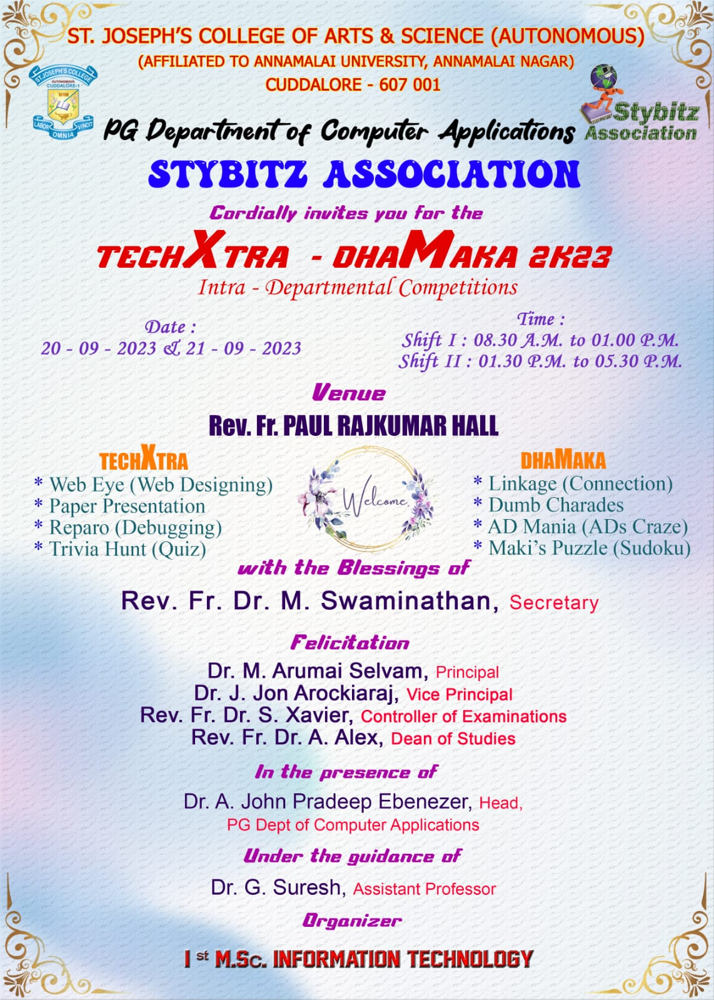 ST. JOSEPH'S COLLEGE OF ARTS & SCIENCE (AUTONOMOUS)
(AFFILIATED TO ANNAMALAI UNIVERSITY, ANNAMALAI NAGAR)
CUDDALORE - 607 001
ST.JOSEPH'S COLLEGE
AUTONOMOUS
CUDDALORE-1
LABOR OMNIA VINCIT
Stybitz
Association
PG Department of Computer Applications
STYBITZ ASSOCIATION
Cordially invites you for the
TECHXTRA - DHAMAKA 2K23
Intra - Departmental Competitions
Date :
20 - 09 - 2023 & 21 - 09 - 2023
Time :
Shift I : 08.30 A.M. to 01.00 P.M.
Shift II : 01.30 P.M. to 05.30 P.M.
Venue
Rev. Fr. PAUL RAJKUMAR HALL
TECHXTRA
* Web Eye (Web Designing)
* Paper Presentation
* Reparo (Debugging)
* Trivia Hunt (Quiz)
Welcome.
DHAMAKA
* Linkage (Connection)
* Dumb Charades
* AD Mania (ADs Craze)
* Maki's Puzzle (Sudoku)
with the Blessings of
Rev. Fr. Dr. M. Swaminathan, Secretary
Felicitation
Dr. M. Arumai Selvam, Principal
Dr. J. Jon Arockiaraj, Vice Principal
Rev. Fr. Dr. S. Xavier, Controller of Examinations
Rev. Fr. Dr. A. Alex, Dean of Studies
In the presence of
Dr. A. John Pradeep Ebenezer, Head,
PG Dept of Computer Applications
Under the guidance of
Dr. G. Suresh, Assistant Professor
Organizer
I st M.Sc. INFORMATION TECHNOLOGY